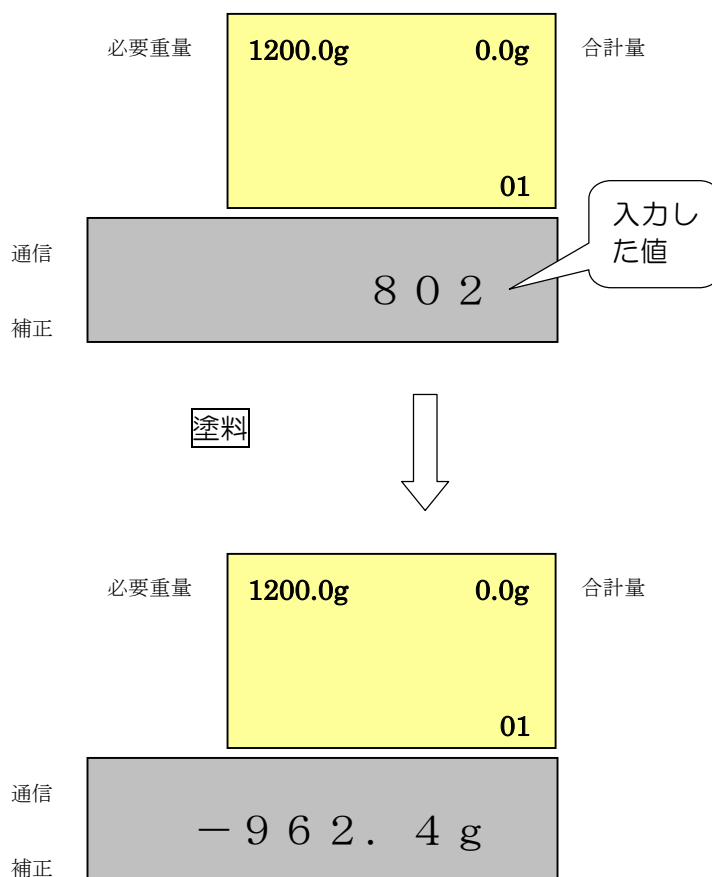 必要重量 1200.0g 0.0g 合計量
01
入力し
た値
通信
802
補正
塗料
必要重量 1200.0g 0.0g 合計量
01
通信
－962.4g
補正